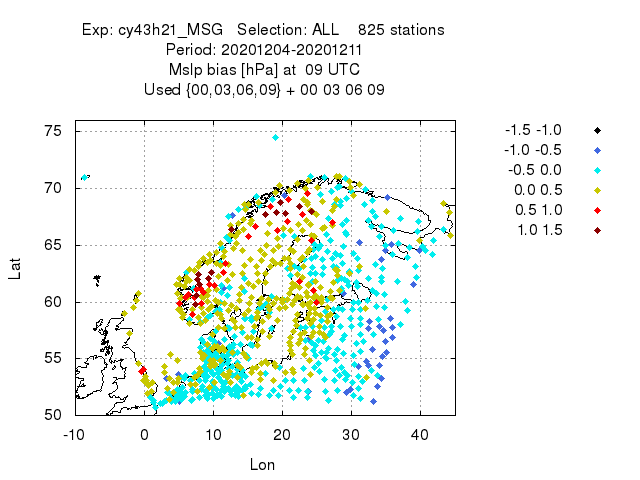 Exp: cy43h21_MSG   Selection: ALL    825 stations
Period: 20201204-20201211
Mslp bias [hPa] at  09 UTC
Used {00,03,06,09} + 00 03 06 09
75
70
65
60
55
50
-10 0 10 20 30 40
Lat
Lon
-1.5 -1.0
-1.0 -0.5
-0.5 0.0
0.0 0.5
0.5 1.0
1.0 1.5